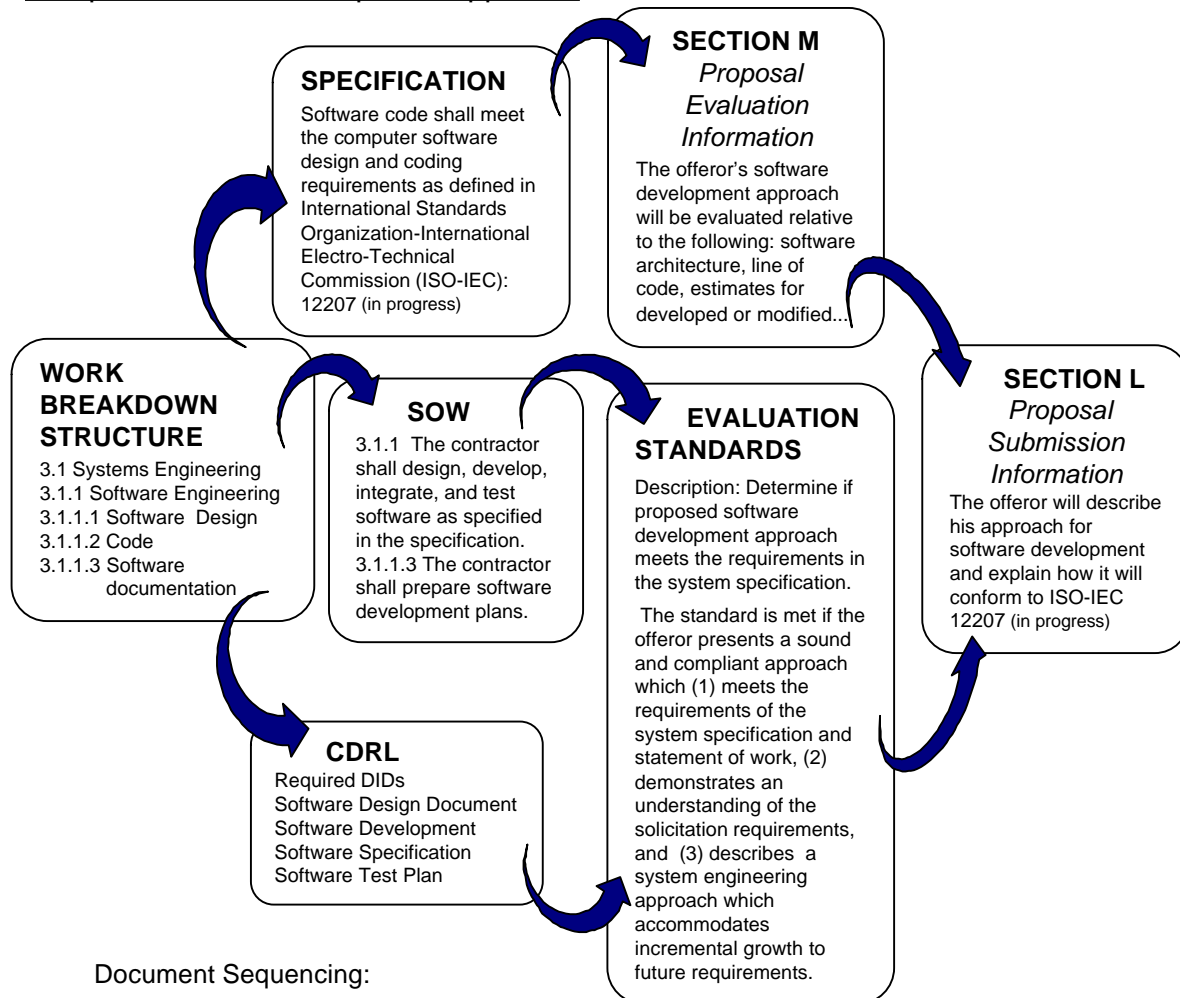 SPECIFICATION
Software code shall meet
the computer software
design and coding
requirements as defined in
International Standards
Organization-International
Electro-Technical
Commission (ISO-IEC):
12207 (in progress)
SECTION M
Proposal
Evaluation
Information
The offeror's software
development approach
will be evaluated relative
to the following: software
architecture, line of
code, estimates for
developed or modified...
WORK
BREAKDOWN
STRUCTURE
3.1 Systems Engineering
3.1.1 Software Engineering
3.1.1.1 Software Design
3.1.1.2 Code
3.1.1.3 Software
documentation
SOW
3.1.1 The contractor
shall design, develop,
integrate, and test
software as specified
in the specification.
3.1.1.3 The contractor
shall prepare software
development plans.
EVALUATION
STANDARDS
Description: Determine if
proposed software
development approach
meets the requirements in
the system specification.
The standard is met if the
offeror presents a sound
and compliant approach
which (1) meets the
requirements of the
system specification and
statement of work, (2)
demonstrates an
understanding of the
solicitation requirements,
and (3) describes a
system engineering
approach which
accommodates
incremental growth to
future requirements.
SECTION L
Proposal
Submission
Information
The offeror will describe
his approach for
software development
and explain how it will
conform to ISO-IEC
12207 (in progress)
CDRL
Required DIDs
Software Design Document
Software Development
Software Specification
Software Test Plan
Document Sequencing: